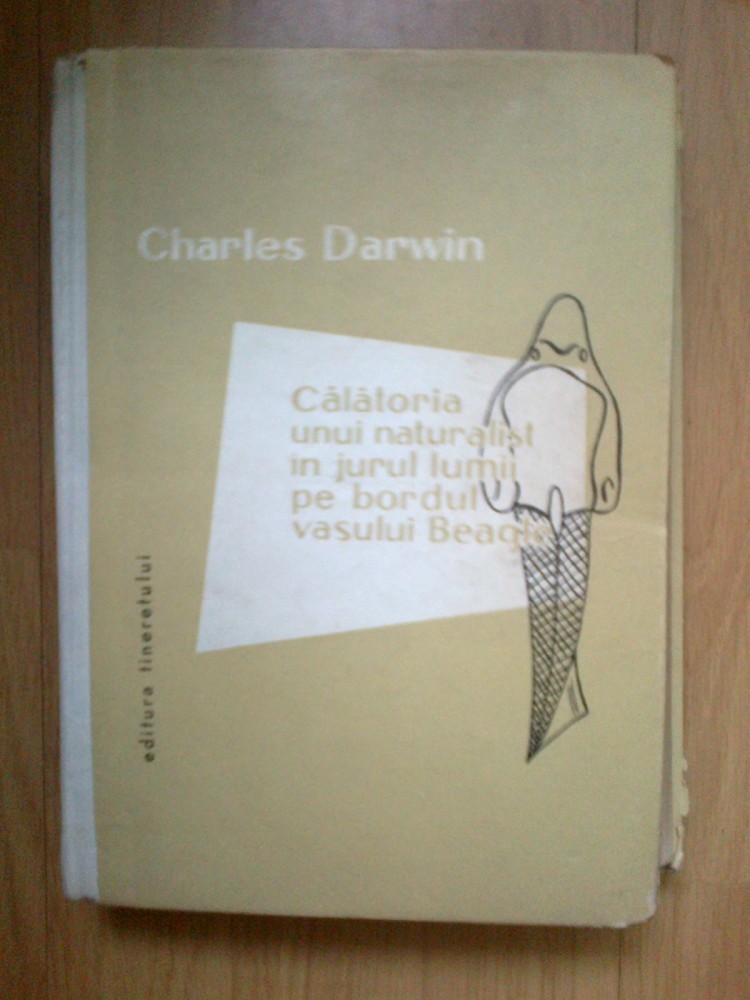 Charles Darwin
Călătoria
unui naturalist
în jurul lumii
pe bordul
vasului Beagle
editura tineretului